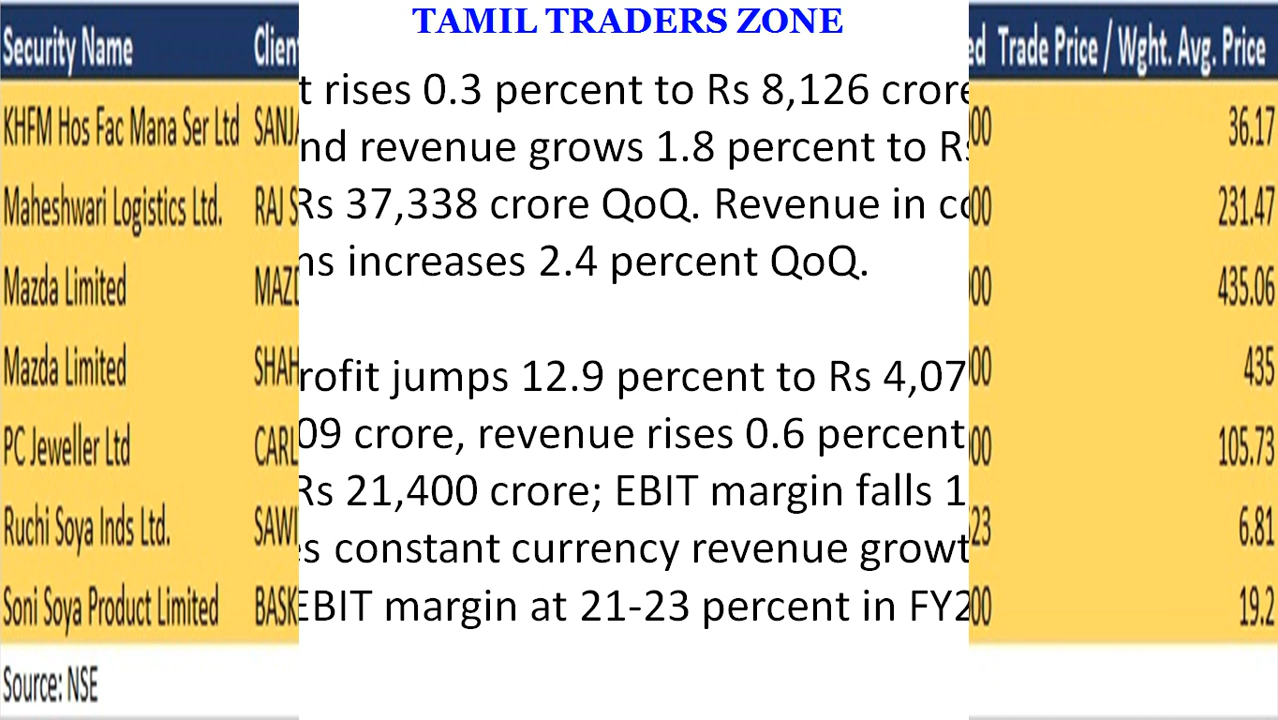 TAMIL TRADERS ZONE
Security Name
KHFM Hos Fac Mana Ser Ltd
Maheshwari Logistics Ltd. RAJ
Mazda Limited
Mazda Limited
PC Jeweller Ltd
Ruchi Soya Inds Ltd.
Soni Soya Product Limited
Source: NSE
rises 0.3 percent to Rs 8,126 crore
revenue grows 1.8 percent to
Rs 37,338 crore QoQ. Revenue in
increases 2.4 percent QoQ.
jumps 12.9 percent to Rs 4,07
09 crore, revenue rises 0.6 percent
Rs 21,400 crore; EBIT margin falls 1
constant currency revenue
EBIT margin at 21-23 percent in
Trade Price / Wght. Avg. Price
36.17
231.47
435.06
435
105.73
6.81
19.2